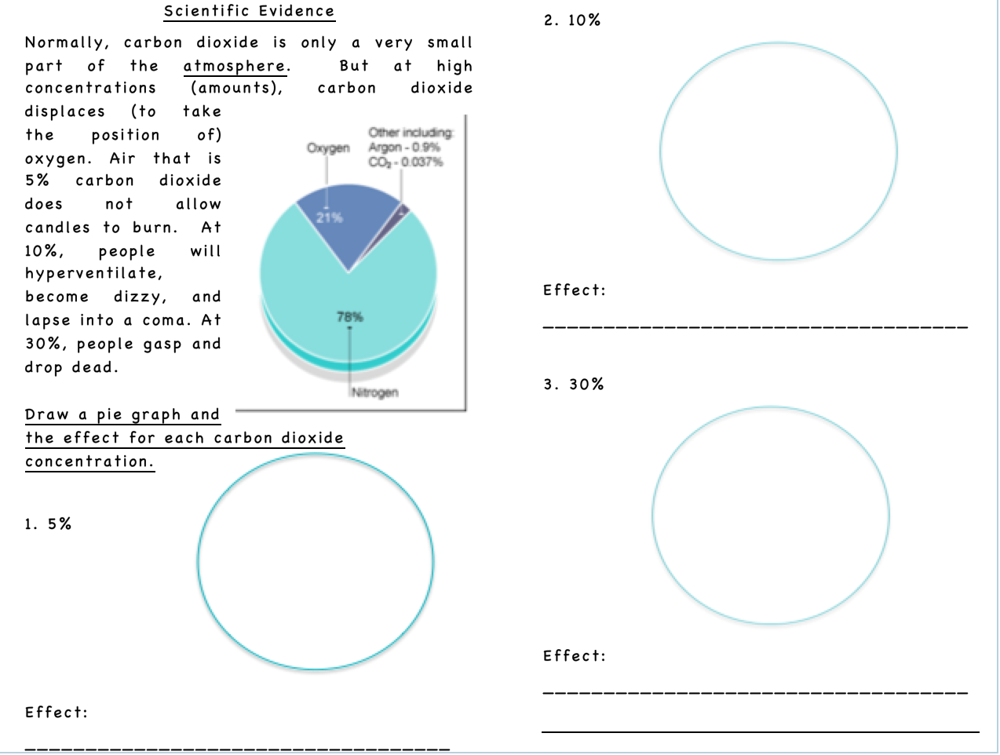 Scientific Evidence
Normally, carbon dioxide is only a very small
part of the atmosphere. But at high
concentrations (amounts), carbon dioxide
displaces (to take
the position of)
oxygen. Air that is
5% carbon dioxide
does not allow
candles to burn. At
10%, people will
hyperventilate,
become dizzy, and
lapse into a coma. At
30%, people gasp and
drop dead.
Other including:
Oxygen
Argon - 0.9%
CO₂ - 0.037%
21%
78%
Nitrogen
Draw a pie graph and
the effect for each carbon dioxide
concentration.
1. 5%
Effect:
2. 10%
Effect:
3. 30%
Effect: